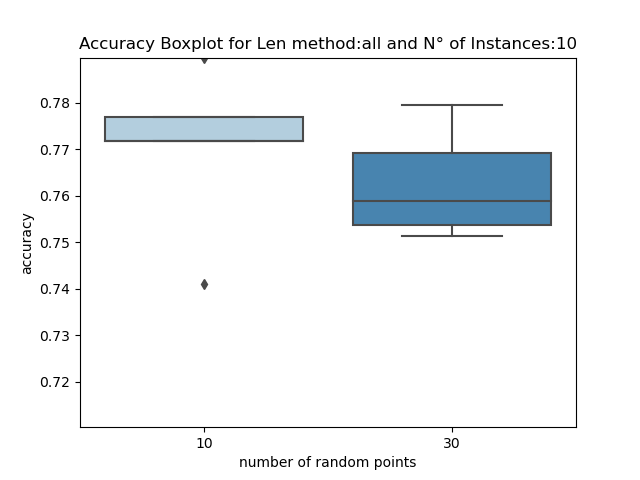 Accuracy Boxplot for Len method:all and N° of Instances:10
0.78
0.77
0.76
0.75
0.74
0.73
0.72
accuracy
10 30
number of random points